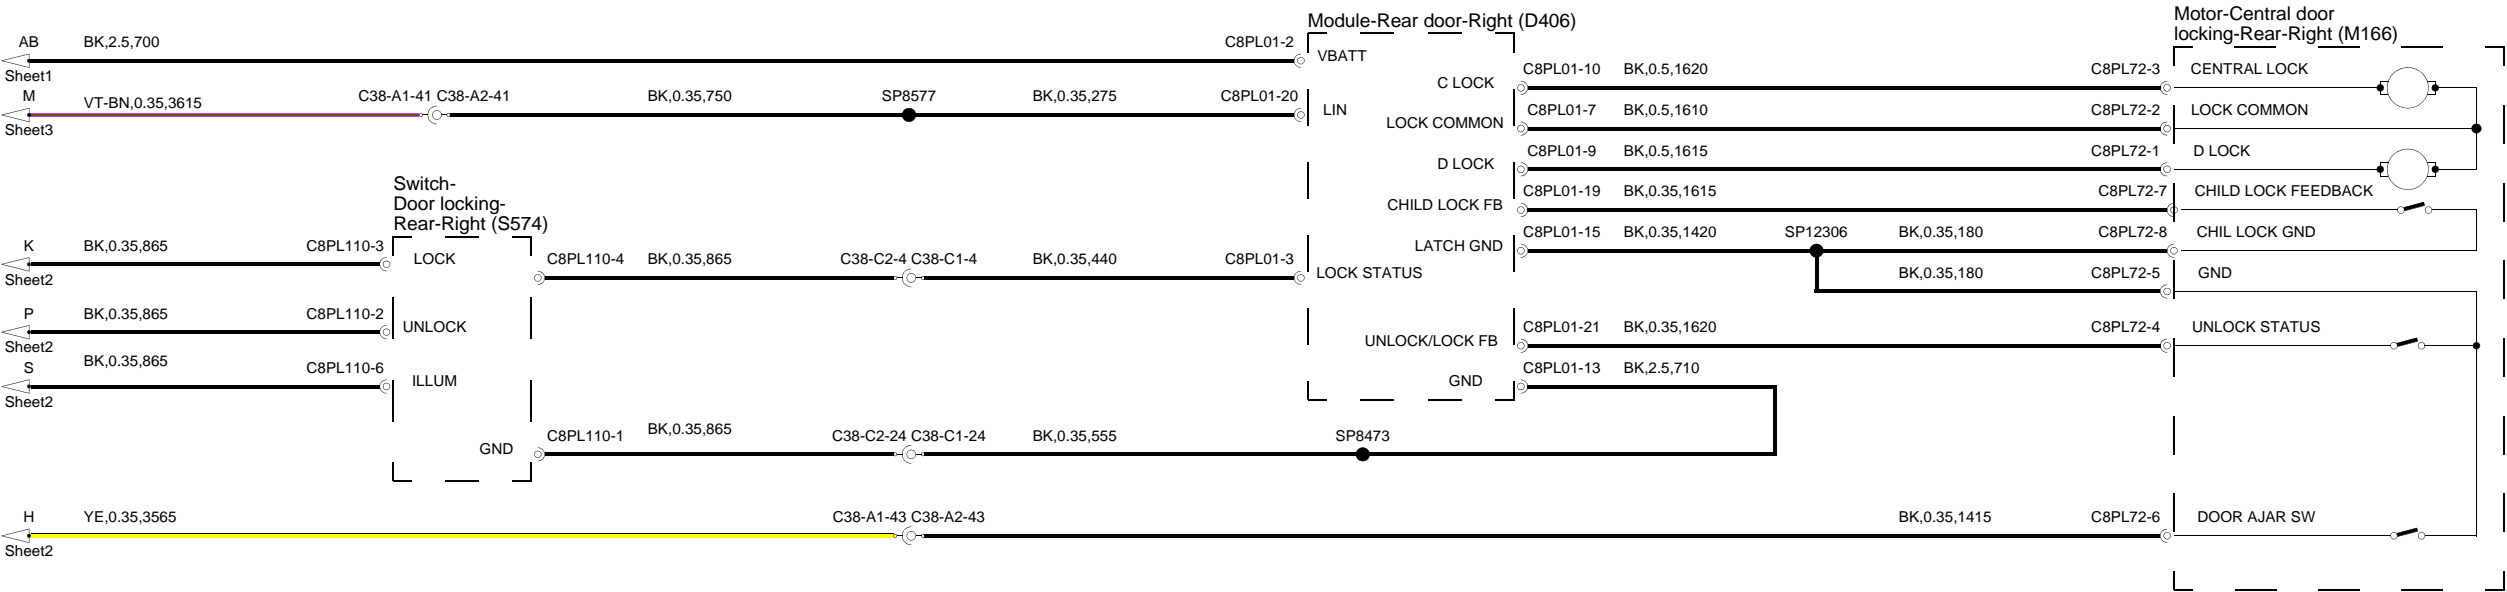 Module-Rear door-Right (D406)
Motor-Central door
locking-Rear-Right (M166)
AB
BK,2.5,700
C8PL01-2
VBATT
Sheet1
C8PL01-10
BK,0.5,1620
C8PL72-3
CENTRAL LOCK
C LOCK
M
VT-BN,0.35,3615
C38-A1-41 C38-A2-41
BK,0.35,750
SP8577
BK,0.35,275
C8PL01-20
LIN
Sheet3
C8PL01-7
BK,0.5,1610
C8PL72-2
LOCK COMMON
LOCK COMMON
C8PL01-9
BK,0.5,1615
C8PL72-1
D LOCK
D LOCK
Switch-
Door locking-
Rear-Right (S574)
C8PL01-19
BK,0.35,1615
C8PL72-7
CHILD LOCK FEEDBACK
CHILD LOCK FB
C8PL01-15
BK,0.35,1420
SP12306
BK,0.35,180
C8PL72-8
CHIL LOCK GND
LATCH GND
K
BK,0.35,865
C8PL110-3
LOCK
Sheet2
C8PL110-4
BK,0.35,865
C38-C2-4 C38-C1-4
BK,0.35,440
C8PL01-3
LOCK STATUS
BK,0.35,180
C8PL72-5
GND
P
BK,0.35,865
C8PL110-2
UNLOCK
Sheet2
C8PL01-21
BK,0.35,1620
C8PL72-4
UNLOCK STATUS
UNLOCK/LOCK FB
S
BK,0.35,865
C8PL110-6
ILLUM
Sheet2
C8PL01-13
BK,2.5,710
GND
GND
C8PL110-1
BK,0.35,865
C38-C2-24 C38-C1-24
BK,0.35,555
SP8473
H
YE,0.35,3565
C38-A1-43 C38-A2-43
BK,0.35,1415
C8PL72-6
DOOR AJAR SW
Sheet2